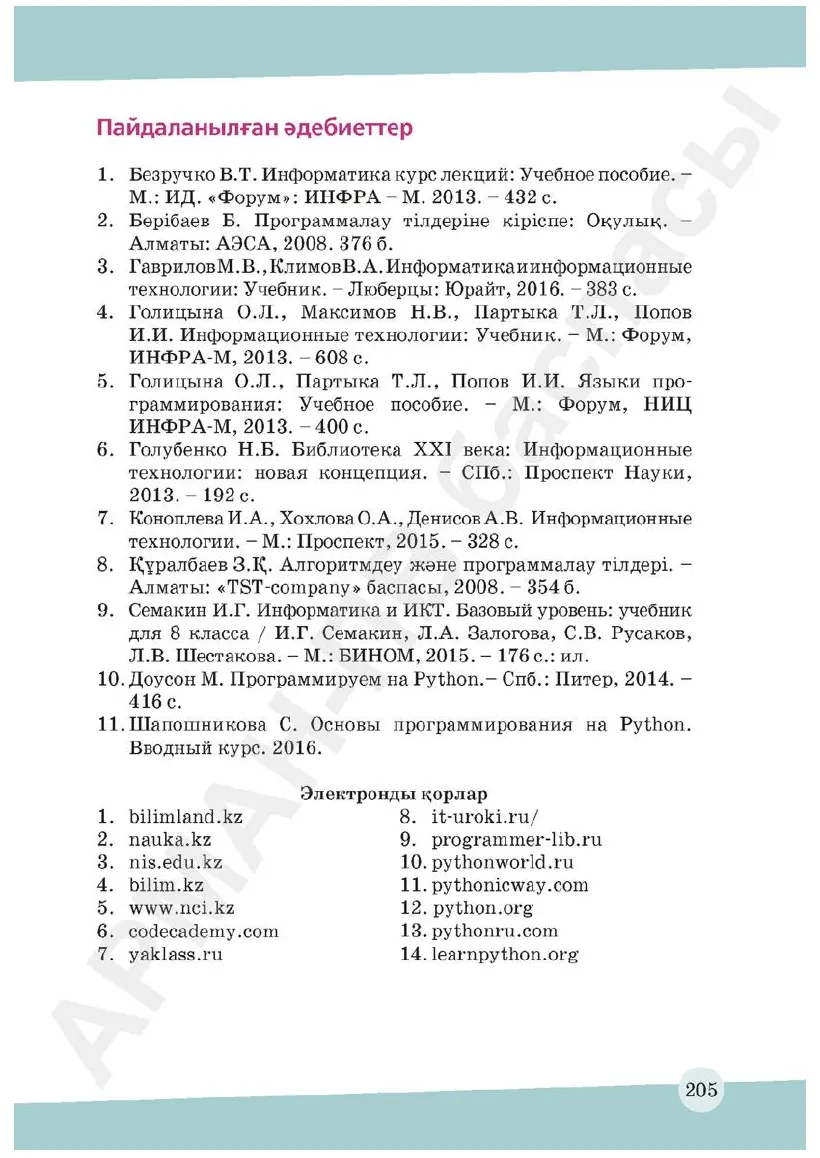 Пайдаланылған әдебиеттер
1. Безручко В.Т. Информатика курс лекций: Учебное пособие. –
М.: ИД. «Форум»: ИНФРА – М. 2013. – 432 с.
2. Бөрібаев Б. Программалау тілдеріне кіріспе: Оқулық. –
Алматы: АЭСА, 2008. 376 б.
3. Гаврилов М.В., Климов В.А. Информатика и информационные
технологии: Учебник. – Люберцы: Юрайт, 2016. – 383 с.
4. Голицына О.Л., Максимов Н.В., Партыка Т.Л., Попов
И.И. Информационные технологии: Учебник. – М.: Форум,
ИНФРА-М, 2013. – 608 с.
5. Голицына О.Л., Партыка Т.Л., Попов И.И. Языки про-
граммирования: Учебное пособие. – М.: Форум, НИЦ
ИНФРА-М, 2013. – 400 с.
6. Голубенко Н.Б. Библиотека XXI века: Информационные
технологии: новая концепция. – СПб.: Проспект Науки,
2013. – 192 с.
7. Коноплева И.А., Хохлова О.А., Денисов А.В. Информационные
технологии. – М.: Проспект, 2015. – 328 с.
8. Құралбаев З.Қ. Алгоритмдеу және программалау тілдері. –
Алматы: «TST-company» баспасы, 2008. – 354 б.
9. Семакин И.Г. Информатика и ИКТ. Базовый уровень: учебник
для 8 класса / И.Г. Семакин, Л.А. Залогова, С.В. Русаков,
Л.В. Шестакова. – М.: БИНОМ, 2015. – 176 с.: ил.
10. Доусон М. Программируем на Python.– Спб.: Питер, 2014. –
416 с.
11. Шапошникова С. Основы программирования на Python.
Вводный курс. 2016.
Электронды қорлар
1. bilimland.kz
2. nauka.kz
3. nis.edu.kz
4. bilim.kz
5. www.nci.kz
6. codecademy.com
7. yaklass.ru
8. it-uroki.ru/
9. programmer-lib.ru
10. pythonworld.ru
11. pythonicway.com
12. python.org
13. pythonru.com
14. learnpython.org
205
АРМАН-ПВ баспасы